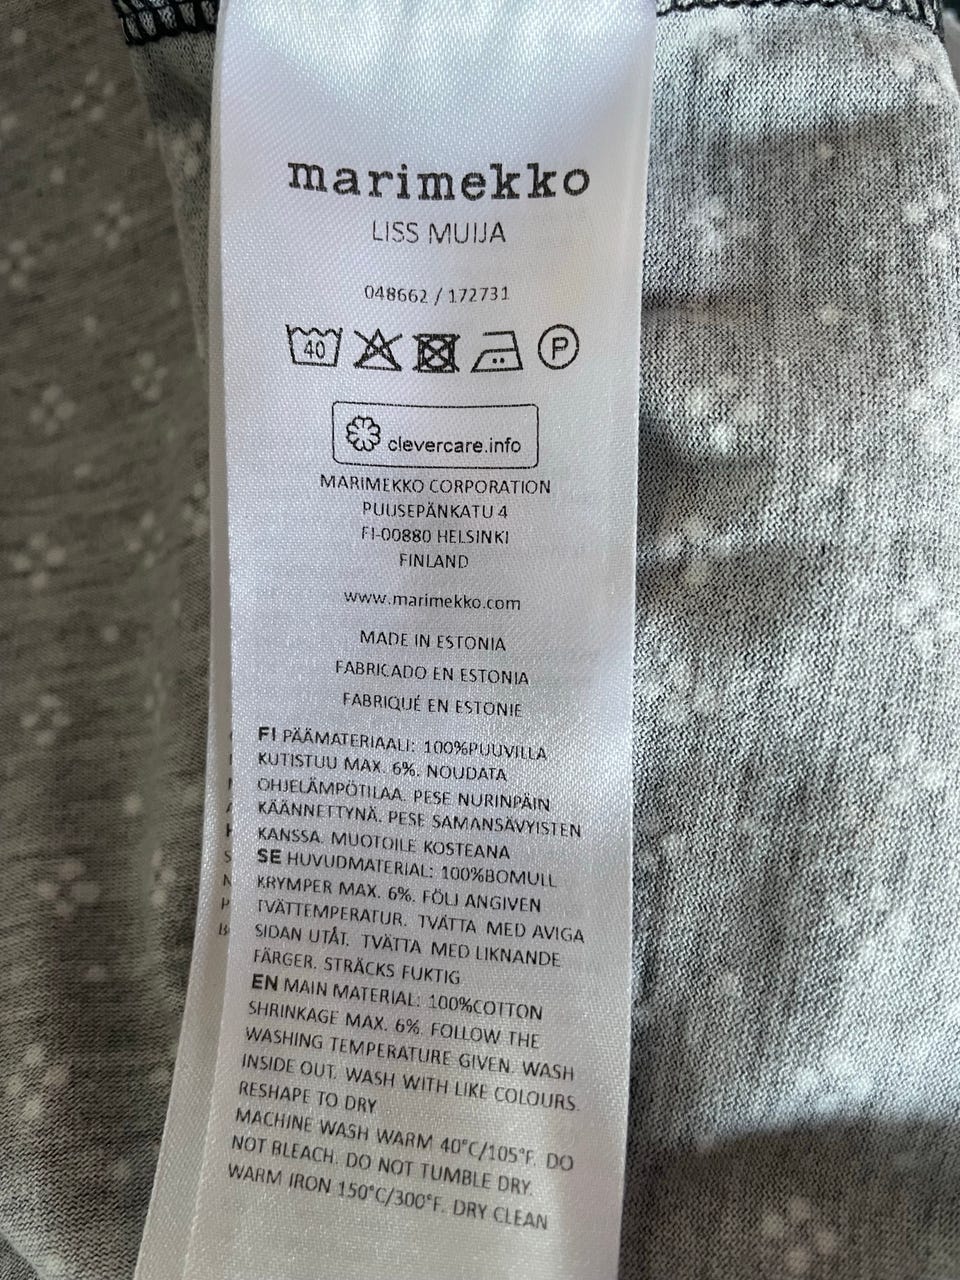 marimekko
LISS MUIJA
048662 / 172731
40 P
clevercare.info
MARIMEKKO CORPORATION
PUUSEPÄNKATU 4
FI-00880 HELSINKI
FINLAND
www.marimekko.com
MADE IN ESTONIA
FABRICADO EN ESTONIA
FABRIQUÉ EN ESTONIE
FI PÄÄMATERIAALI: 100%PUUVILLA
KUTISTUU MAX. 6%. NOUDATA
OHJELÄMPÖTILAA. PESE NURINPÄIN
KÄÄNNETTYNÄ. PESE SAMANSÄVYISTEN
KANSSA. MUOTOILE KOSTEANA
SE HUVUDMATERIAL: 100%BOMULL
KRYMPER MAX. 6%. FÖLJ ANGIVEN
TVÄTTEMPERATUR. TVÄTTA MED AVIGA
SIDAN UTÅT. TVÄTTA MED LIKNANDE
FÄRGER. STRÄCKS FUKTIG
EN MAIN MATERIAL: 100%COTTON
SHRINKAGE MAX. 6%. FOLLOW THE
WASHING TEMPERATURE GIVEN. WASH
INSIDE OUT. WASH WITH LIKE COLOURS.
RESHAPE TO DRY
MACHINE WASH WARM 40°C/105°F. DO
NOT BLEACH. DO NOT TUMBLE DRY.
WARM IRON 150°C/300°F. DRY CLEAN